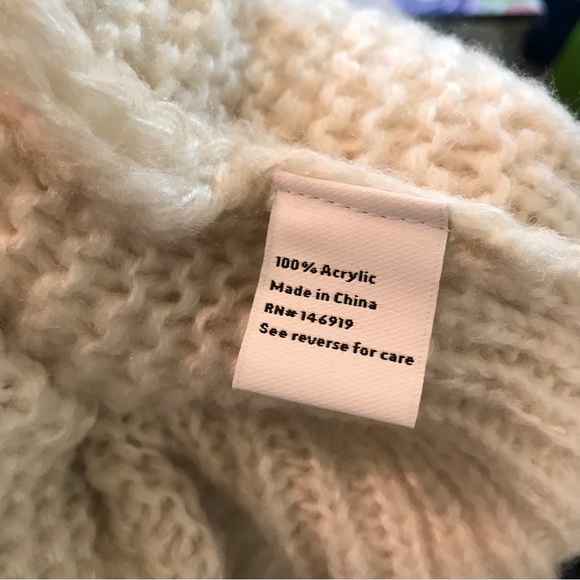 100% Acrylic
Made in China
RN# 146919
See reverse for care